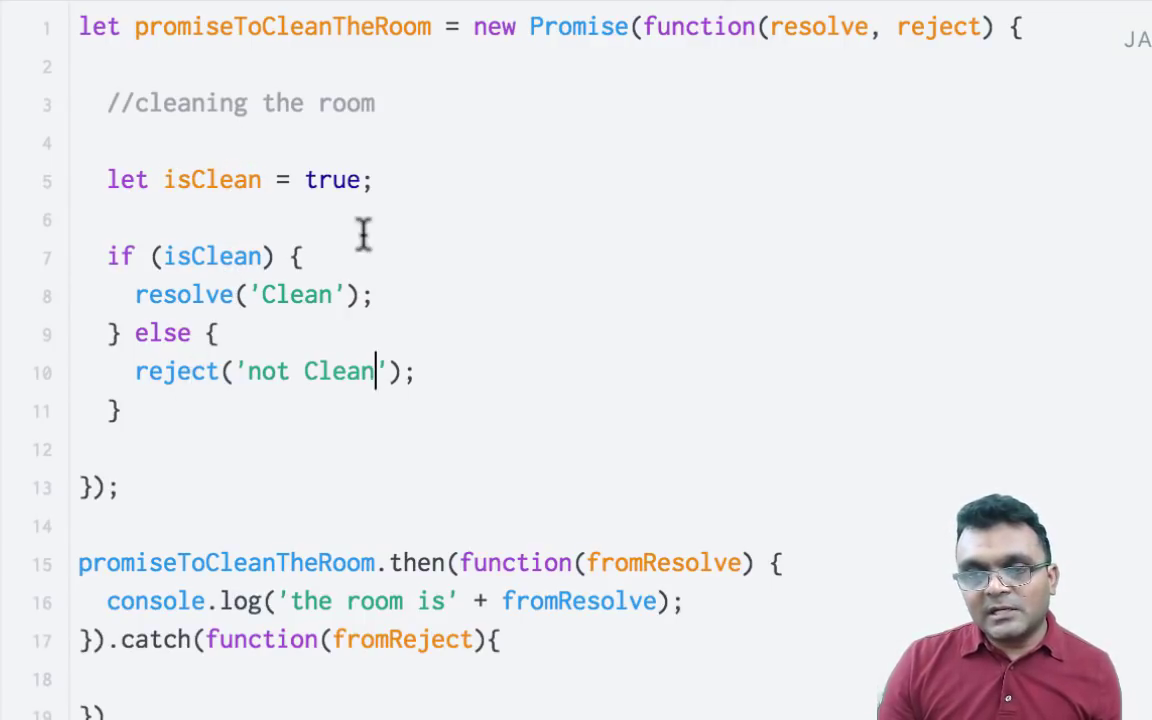 1 let promiseToCleanTheRoom = new Promise(function(resolve, reject) {
JA
2
3 //cleaning the room
4
5 let isClean = true;
6
7 if (isClean) {
8 resolve('Clean');
9 } else {
10 reject('not Clean');
11 }
12
13 });
14
15 promiseToCleanTheRoom.then(function(fromResolve) {
16 console.log('the room is' + fromResolve);
17 }).catch(function(fromReject){
18
19 })